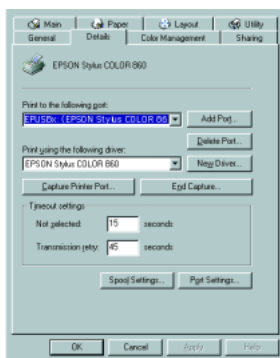 Main Paper Layout Utility
General Details Color Management Sharing
EPSON Stylus COLOR 860
Print to the following port:
EPUSBx: (EPSON Stylus COLOR 86
Add Port...
Delete Port...
Print using the following driver:
EPSON Stylus COLOR 860
New Driver...
Capture Printer Port... End Capture...
Timeout settings
Not selected: 15 seconds
Transmission retry: 45 seconds
Spool Settings... Port Settings...
OK Cancel Apply Help